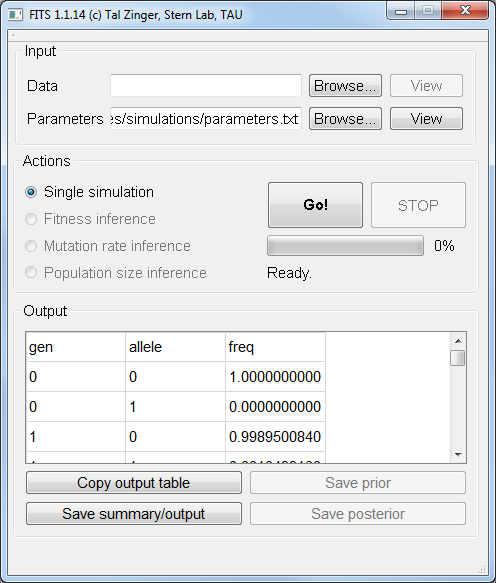 FITS 1.1.14 (c) Tal Zinger, Stern Lab, TAU
Input
Data Browse... View
Parameters es/simulations/parameters.txt Browse... View
Actions
Single simulation Go! STOP
Fitness inference
Mutation rate inference 0%
Population size inference Ready.
Output
gen allele freq
0 0 1.0000000000
0 1 0.0000000000
1 0 0.9989500840
Copy output table Save prior
Save summary/output Save posterior